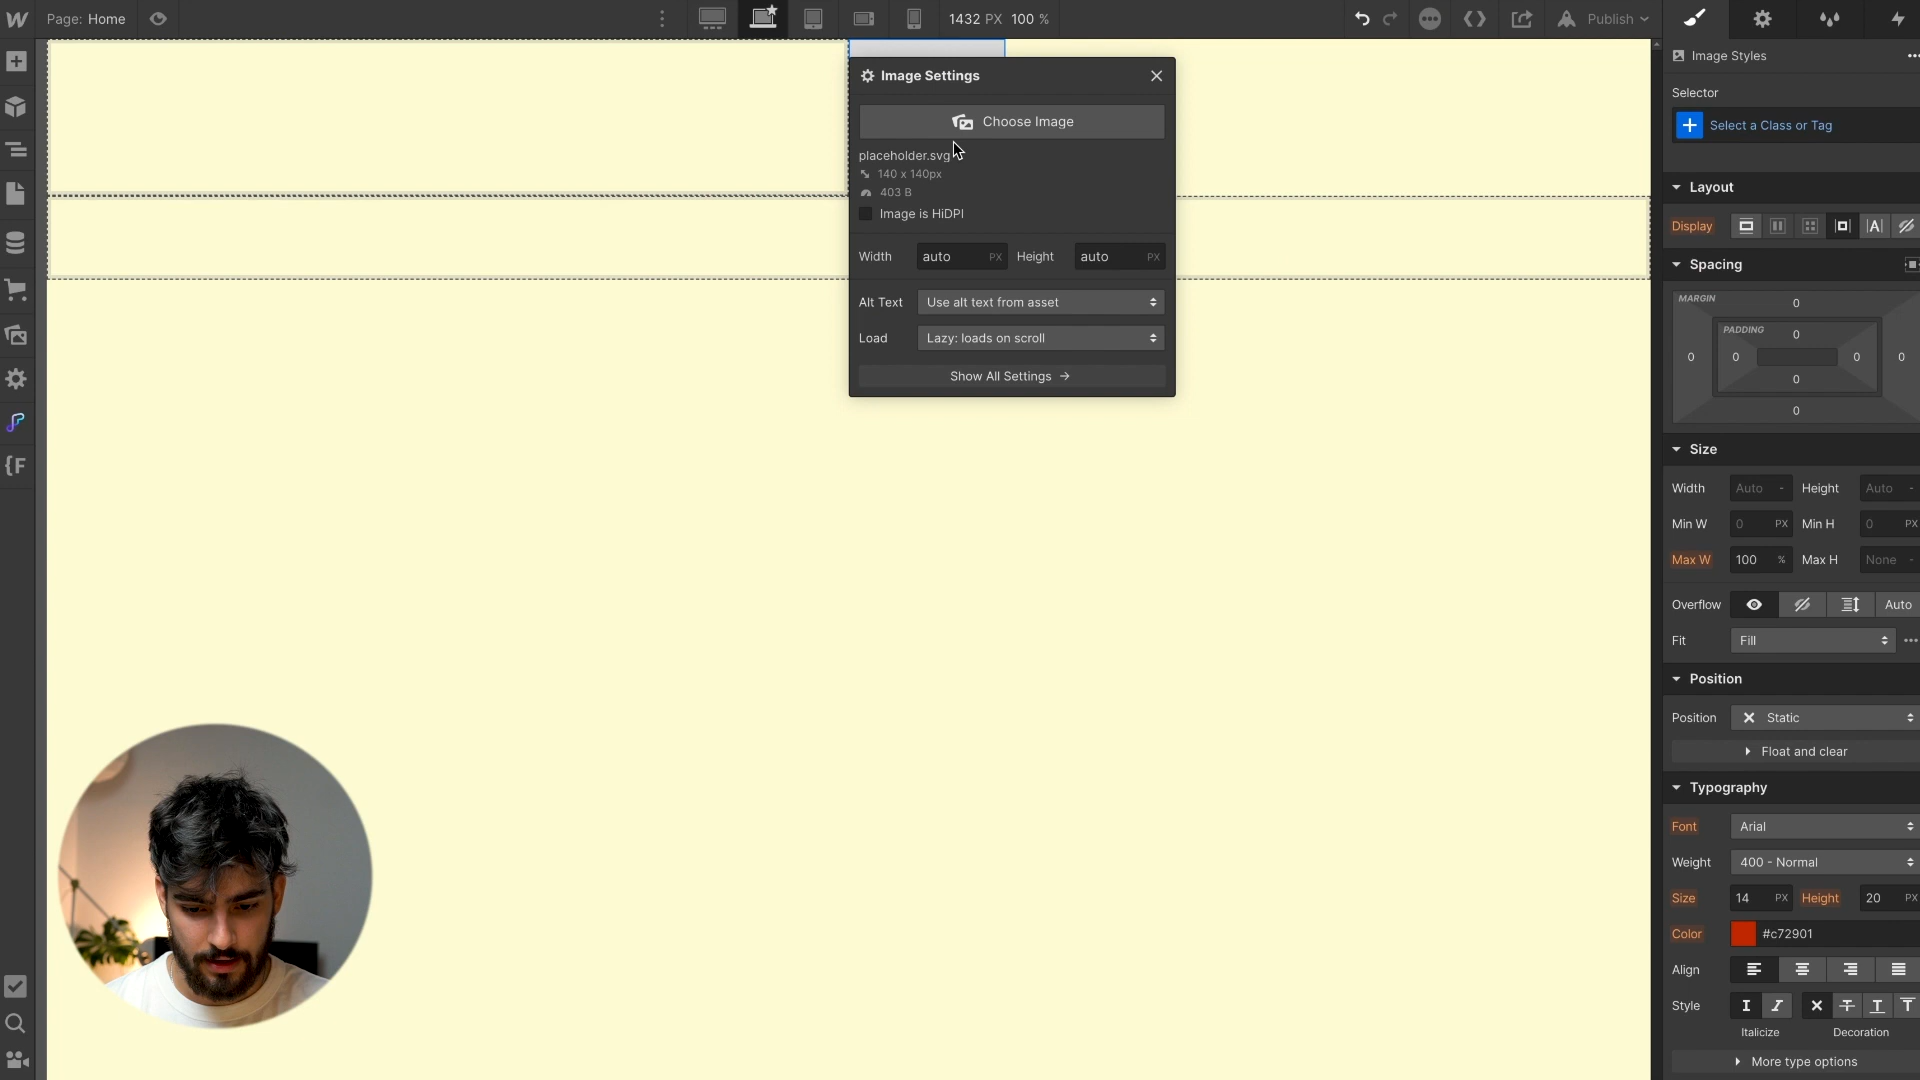 Page: Home
1432 PX 100 %
Publish
Image Settings
Choose Image
placeholder.svg
140 x 140px
403 B
Image is HiDPI
Width auto PX Height auto PX
Alt Text Use alt text from asset
Load Lazy: loads on scroll
Show All Settings
Image Styles
Selector
Select a Class or Tag
Layout
Display
Spacing
MARGIN
0
PADDING
0
0 0 0 0
0
0
Size
Width Auto - Height Auto -
Min W 0 PX Min H 0 PX
Max W 100 % Max H None -
Overflow Auto
Fit Fill
Position
Position Static
Float and clear
Typography
Font Arial
Weight 400 - Normal
Size 14 PX Height 20 PX
Color #c72901
Align
Style
Italicize Decoration
More type options